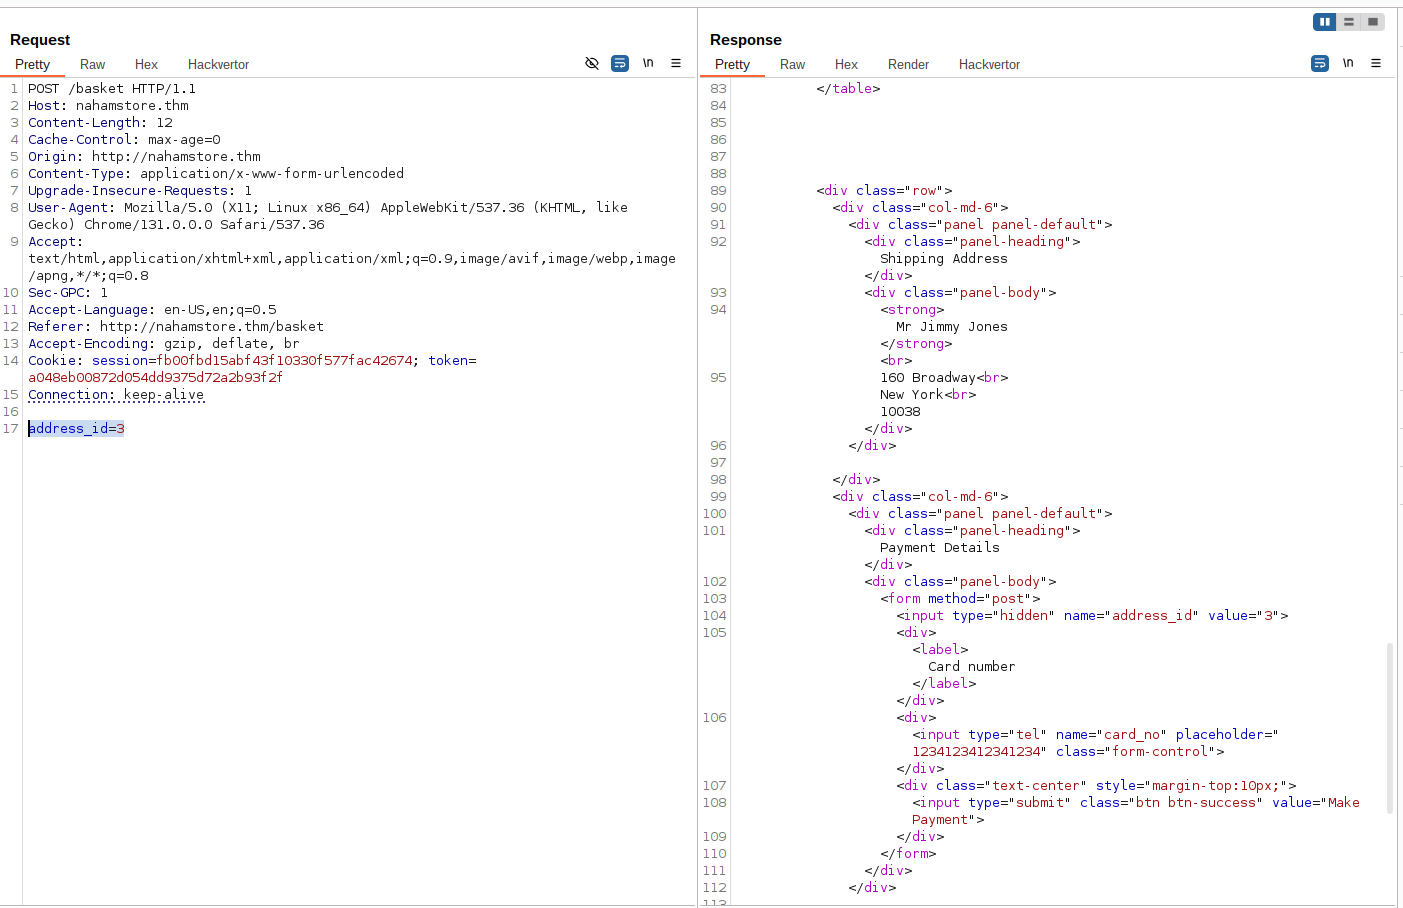 Request
Pretty Raw Hex Hackvertor \n
1 POST /basket HTTP/1.1
2 Host: nahamstore.thm
3 Content-Length: 12
4 Cache-Control: max-age=0
5 Origin: http://nahamstore.thm
6 Content-Type: application/x-www-form-urlencoded
7 Upgrade-Insecure-Requests: 1
8 User-Agent: Mozilla/5.0 (X11; Linux x86_64) AppleWebKit/537.36 (KHTML, like
Gecko) Chrome/131.0.0.0 Safari/537.36
9 Accept:
text/html,application/xhtml+xml,application/xml;q=0.9,image/avif,image/webp,image
/apng,*/*;q=0.8
10 Sec-GPC: 1
11 Accept-Language: en-US,en;q=0.5
12 Referer: http://nahamstore.thm/basket
13 Accept-Encoding: gzip, deflate, br
14 Cookie: session=fb00fbd15abf43f10330f577fac42674; token=
a048eb00872d054dd9375d72a2b93f2f
15 Connection: keep-alive
16
17 address_id=3
Response
Pretty Raw Hex Render Hackvertor \n
83 </table>
84
85
86
87
88
89 <div class="row">
90 <div class="col-md-6">
91 <div class="panel panel-default">
92 <div class="panel-heading">
Shipping Address
</div>
93 <div class="panel-body">
94 <strong>
Mr Jimmy Jones
</strong>
<br>
95 160 Broadway<br>
New York<br>
10038
</div>
96 </div>
97
98 </div>
99 <div class="col-md-6">
100 <div class="panel panel-default">
101 <div class="panel-heading">
Payment Details
</div>
102 <div class="panel-body">
103 <form method="post">
104 <input type="hidden" name="address_id" value="3">
105 <div>
<label>
Card number
</label>
</div>
106 <div>
<input type="tel" name="card_no" placeholder="
1234123412341234" class="form-control">
</div>
107 <div class="text-center" style="margin-top:10px;">
108 <input type="submit" class="btn btn-success" value="Make
Payment">
109 </div>
110 </form>
111 </div>
112 </div>
113